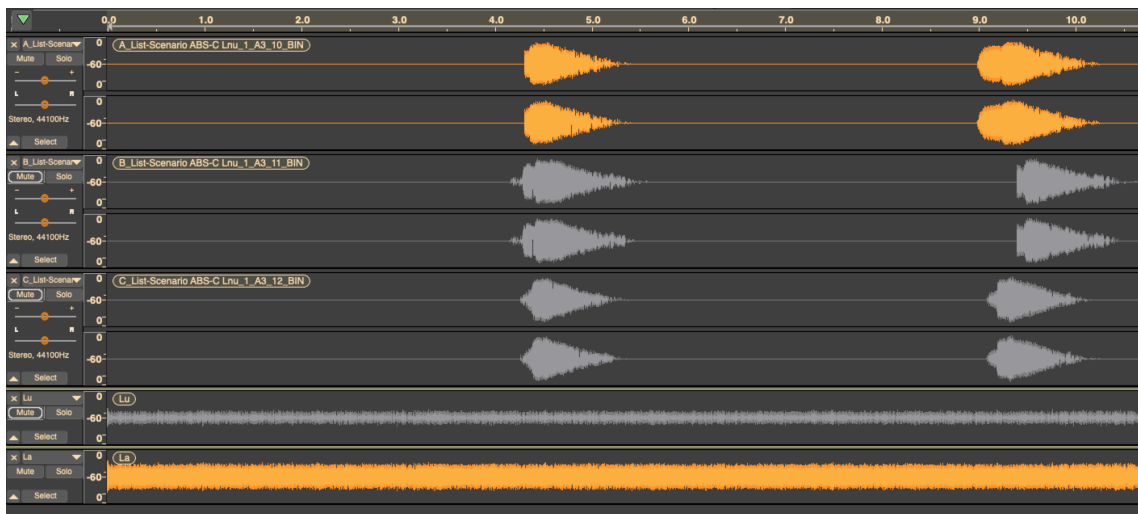 0,0 1.0 2.0 3.0 4.0 5.0 6.0 7.0 8.0 9.0 10.0
× A_List-Scenar
Mute Solo
- +
L R
Stereo, 44100Hz
Select
0
-60
0
0
-60
0
A_List-Scenario ABS-C Lnu_1_A3_10_BIN)
× B_List-Scenar
Mute Solo
- +
L R
Stereo, 44100Hz
Select
0
-60
0
0
-60
0
B_List-Scenario ABS-C Lnu_1_A3_11_BIN)
× C_List-Scenar
Mute Solo
- +
L R
Stereo, 44100Hz
Select
0
-60
0
0
-60
0
C_List-Scenario ABS-C Lnu_1_A3_12_BIN)
× Lu
Mute Solo
Select
0
-60
0
Lu
× La
Mute Solo
Select
0
-60
0
La